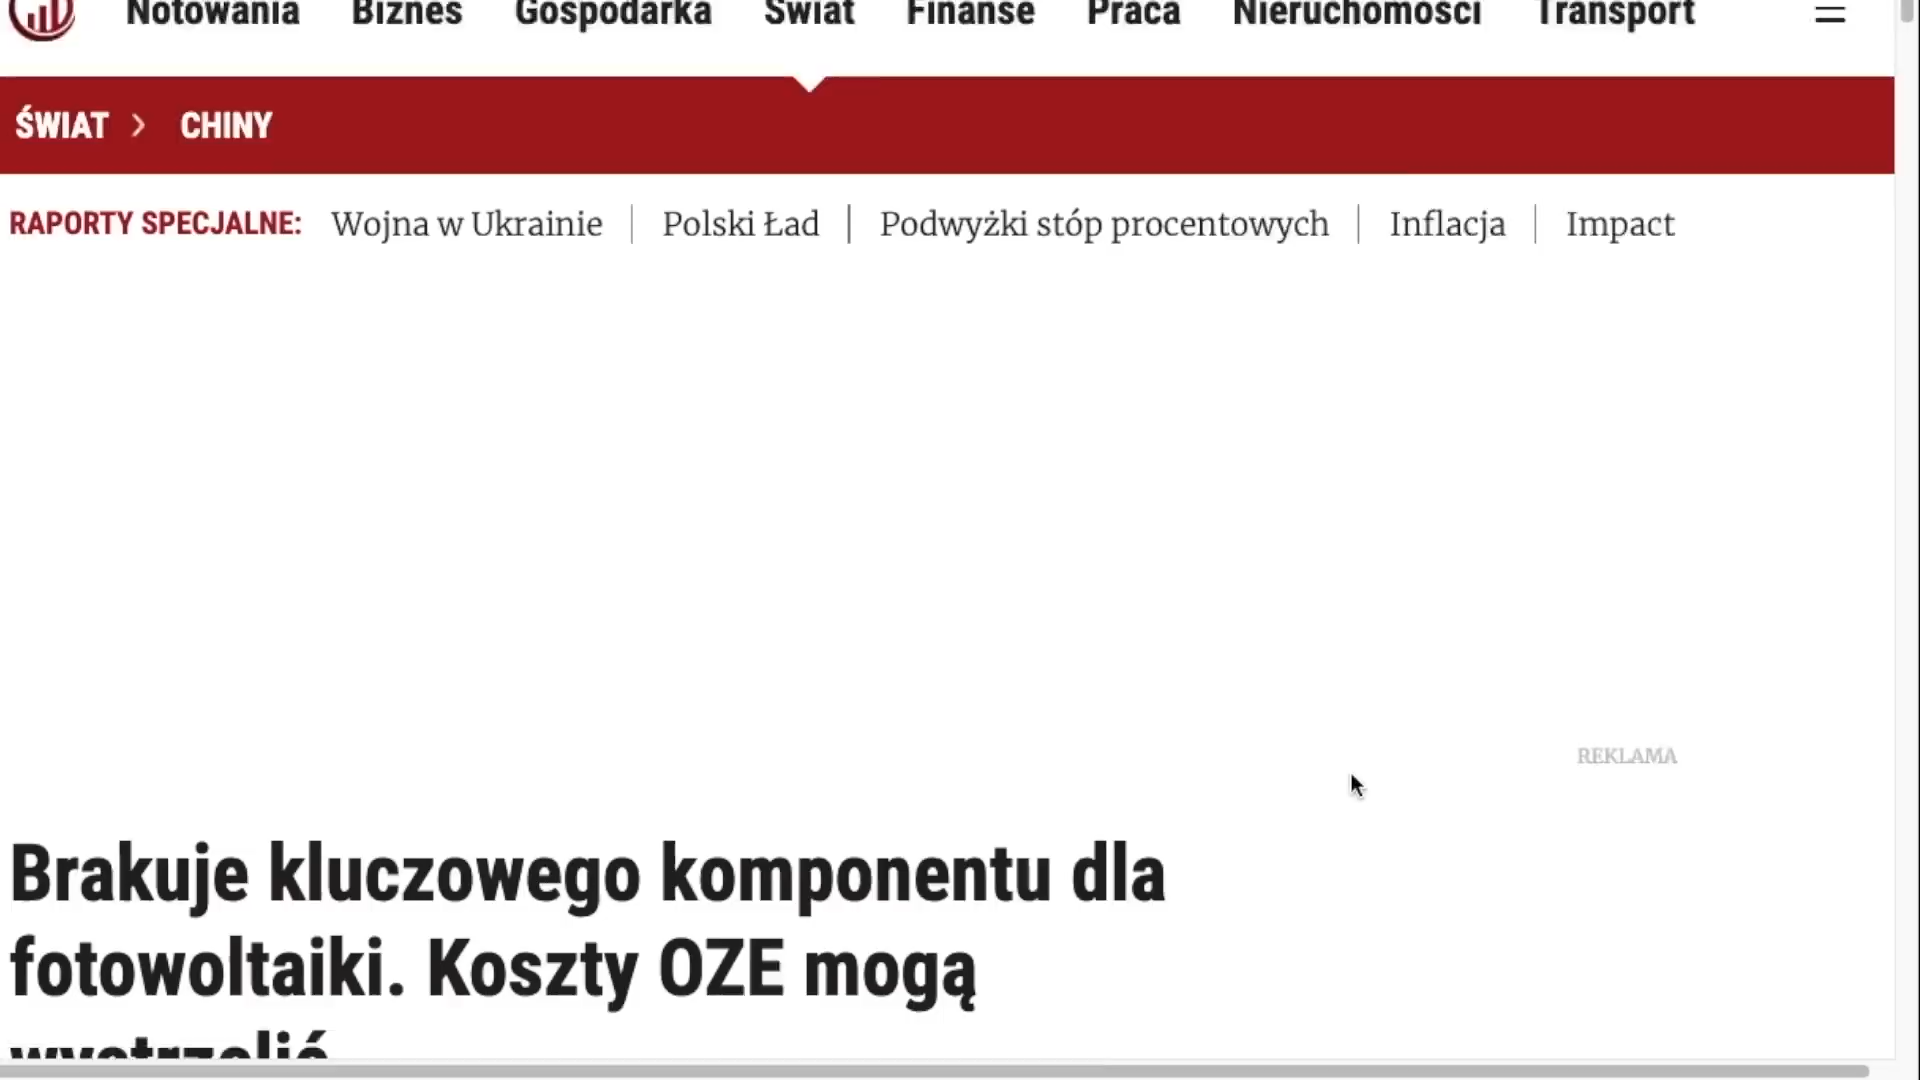 Notowania Biznes Gospodarka Świat Finanse Praca Nieruchomości Transport
ŚWIAT > CHINY
RAPORTY SPECJALNE: Wojna w Ukrainie | Polski Ład | Podwyżki stóp procentowych | Inflacja | Impact
REKLAMA
Brakuje kluczowego komponentu dla
fotowoltaiki. Koszty OZE mogą
wystrzelić